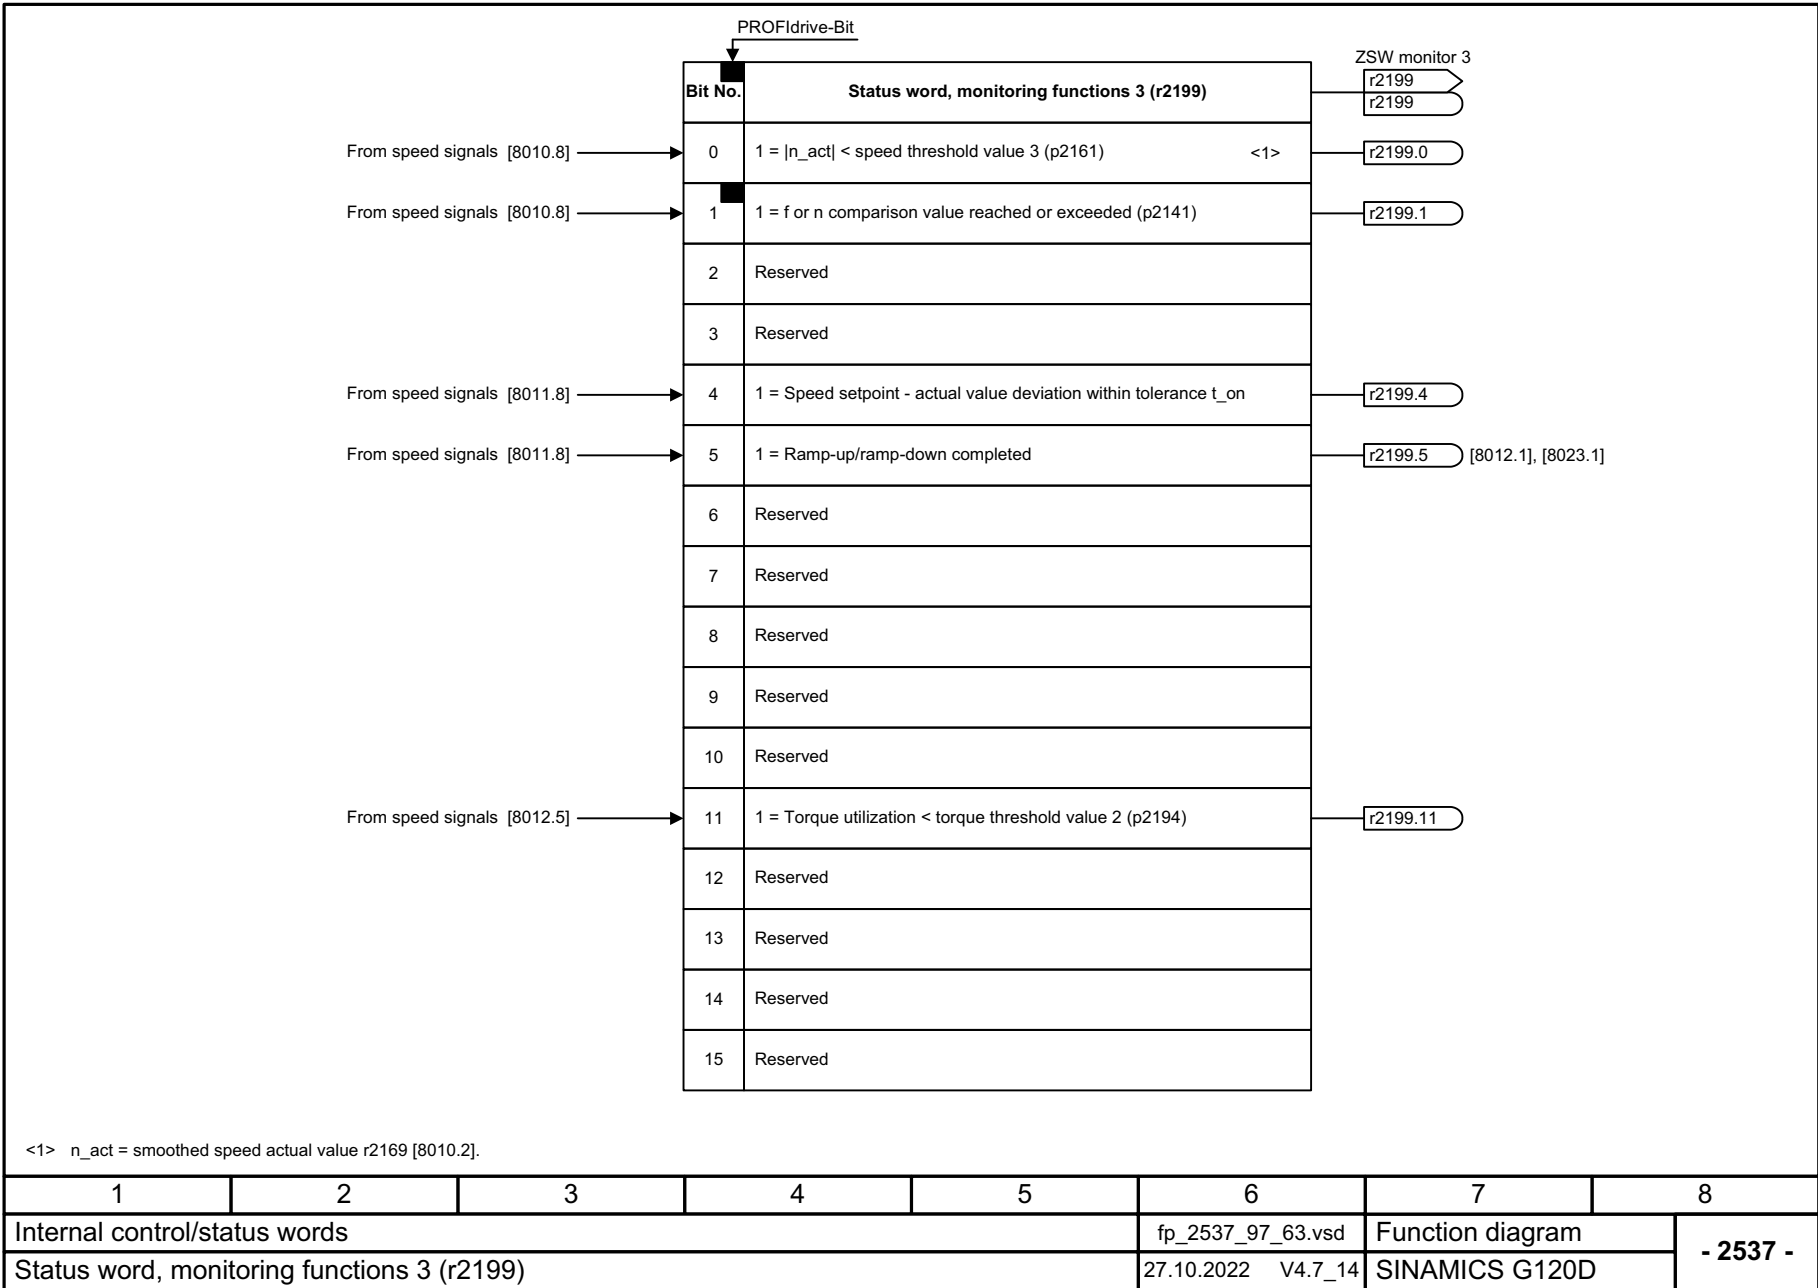 PROFIdrive-Bit
ZSW monitor 3
Bit No. Status word, monitoring functions 3 (r2199) r2199
r2199
From speed signals [8010.8] 0 1 = |n_act| < speed threshold value 3 (p2161) <1> r2199.0
From speed signals [8010.8] 1 1 = f or n comparison value reached or exceeded (p2141) r2199.1
2 Reserved
3 Reserved
From speed signals [8011.8] 4 1 = Speed setpoint - actual value deviation within tolerance t_on r2199.4
From speed signals [8011.8] 5 1 = Ramp-up/ramp-down completed r2199.5 [8012.1], [8023.1]
6 Reserved
7 Reserved
8 Reserved
9 Reserved
10 Reserved
From speed signals [8012.5] 11 1 = Torque utilization < torque threshold value 2 (p2194) r2199.11
12 Reserved
13 Reserved
14 Reserved
15 Reserved
<1> n_act = smoothed speed actual value r2169 [8010.2].
1 2 3 4 5 6 7 8
Internal control/status words fp_2537_97_63.vsd Function diagram - 2537 -
Status word, monitoring functions 3 (r2199) 27.10.2022 V4.7_14 SINAMICS G120D